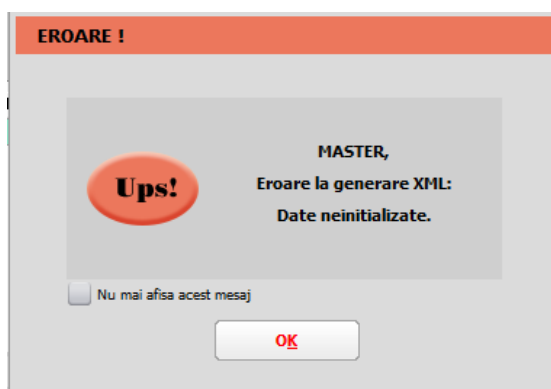 EROARE !
Ups!
MASTER,
Eroare la generare XML:
Date neinitializate.
Nu mai afisa acest mesaj
OK